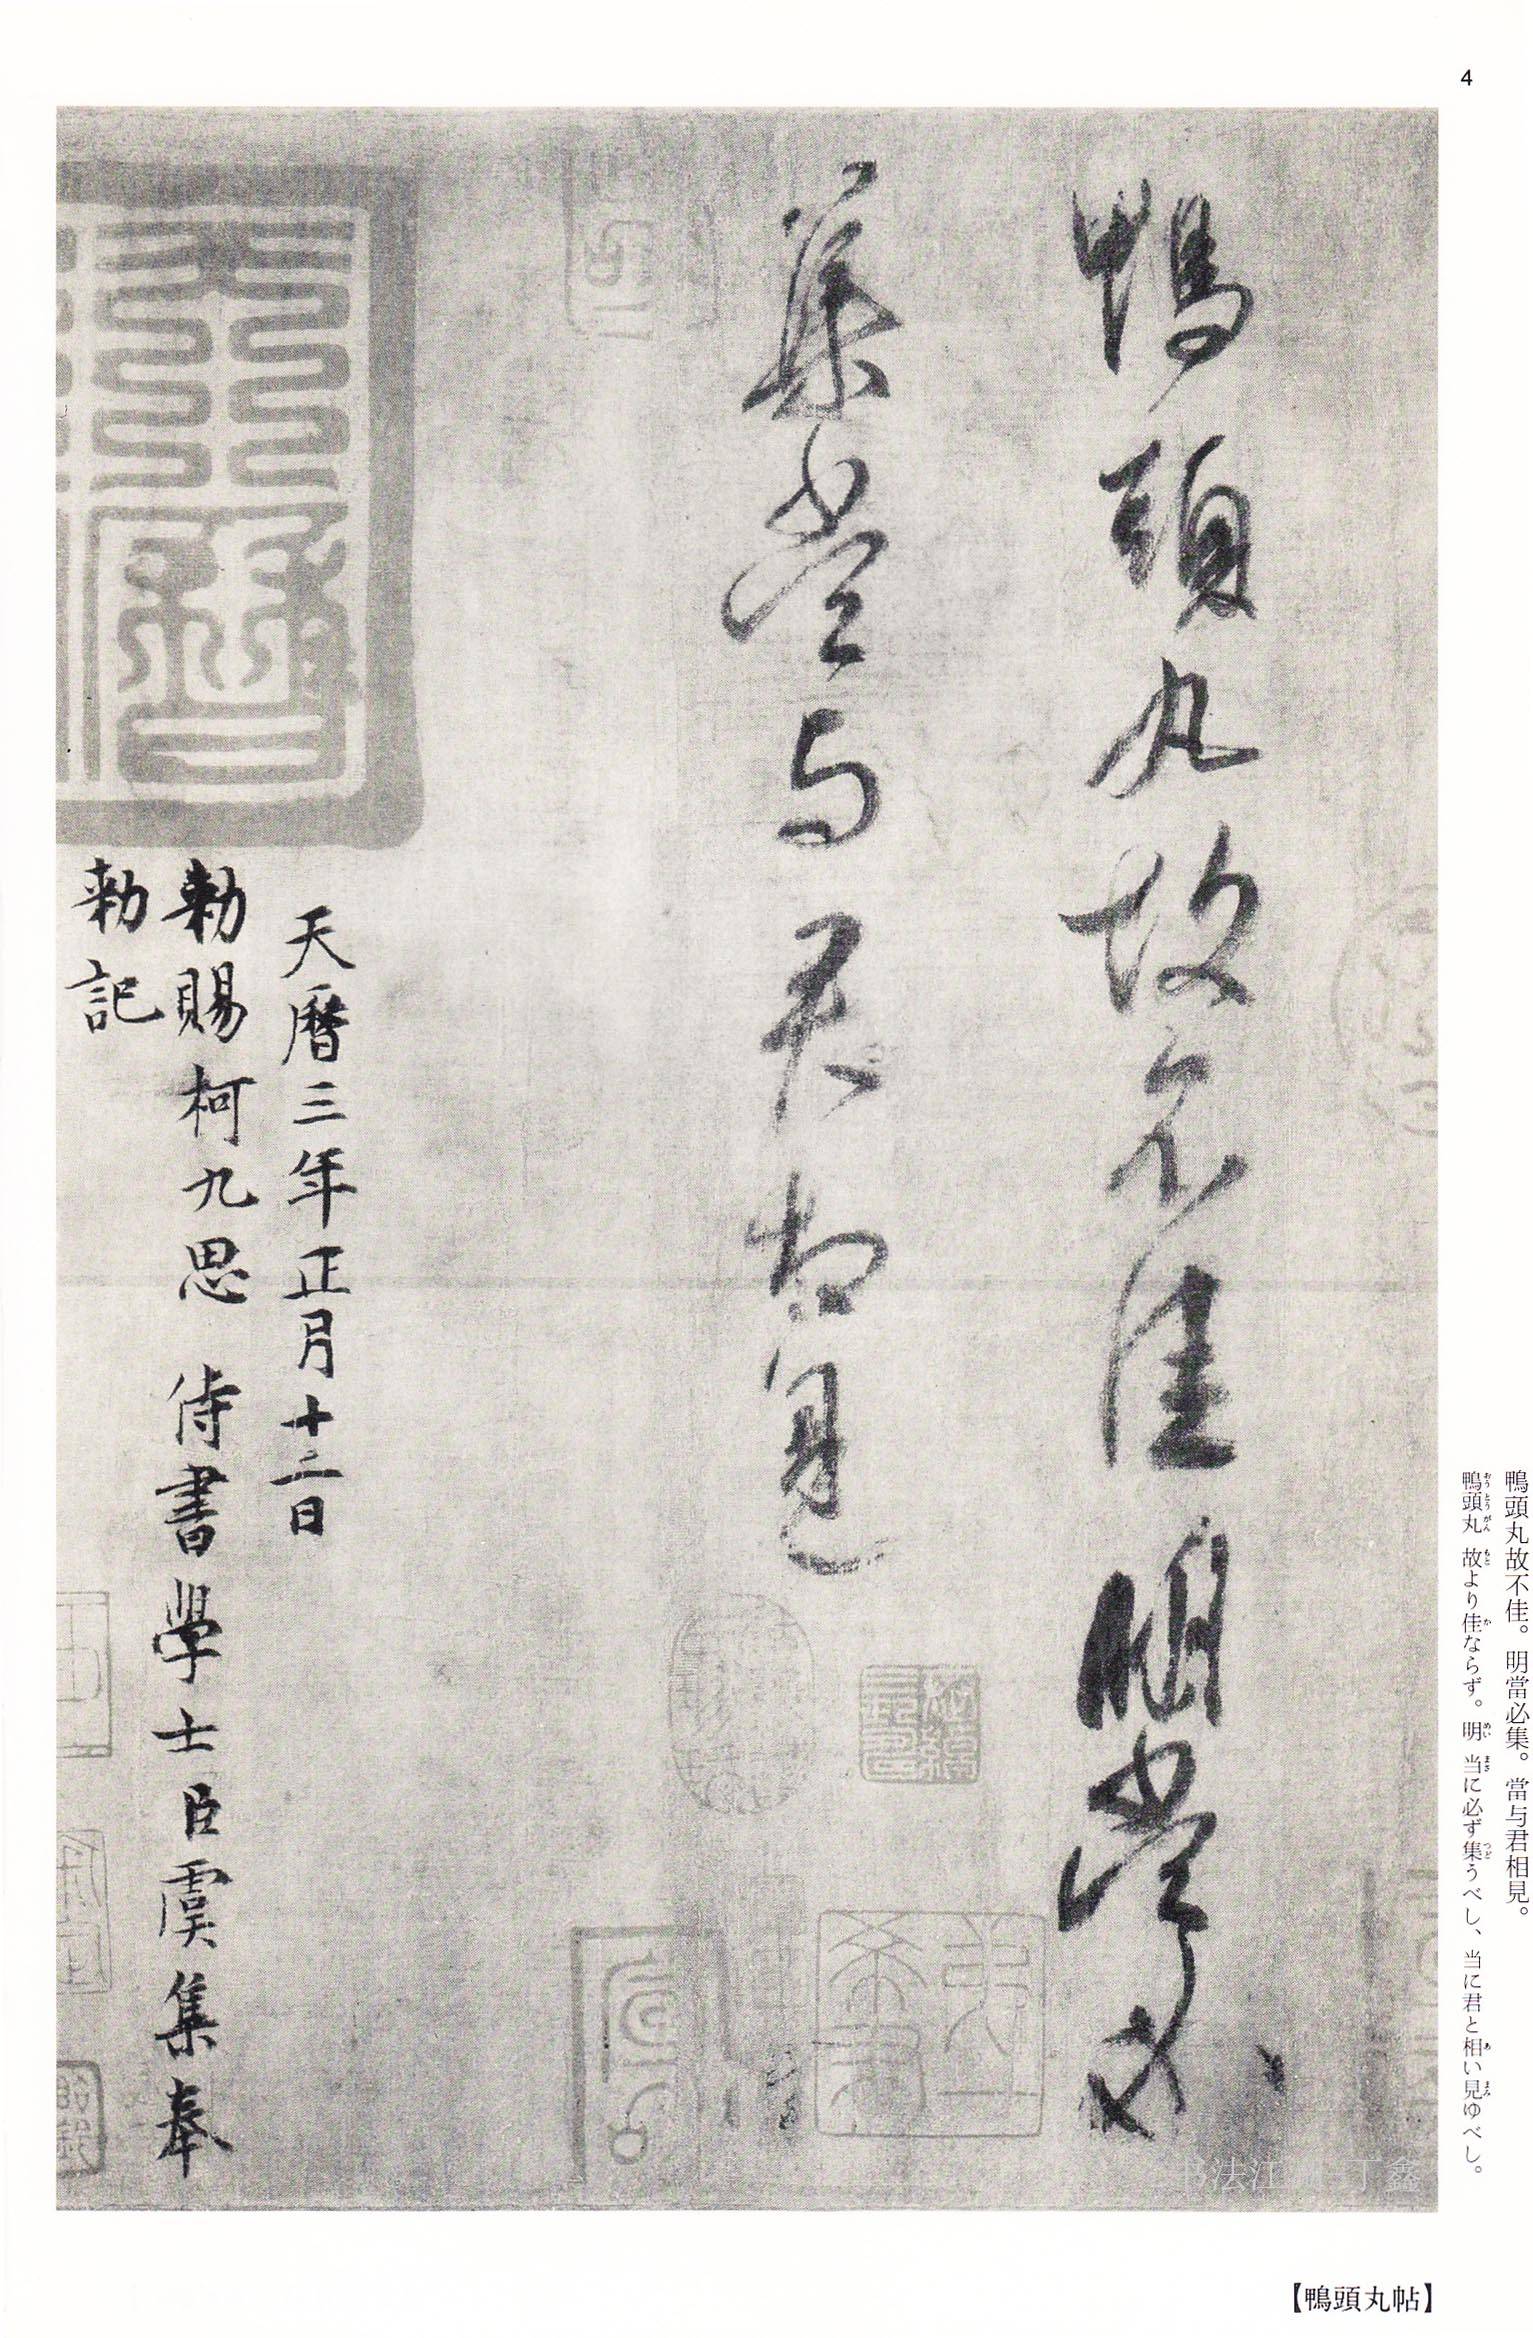 4
鴨頭丸故不佳明當必
集當与君相見
天曆三年正月十二日
勑賜柯九思 侍書學士臣虞集奉
勑記
天曆
鴨頭丸故不佳。明當必集。當与君相見。
鴨頭丸 故より佳ならず。明 当に必ず集うべし、当に君と相い見ゆべし。
【鴨頭丸帖】
书法江湖-丁鑫